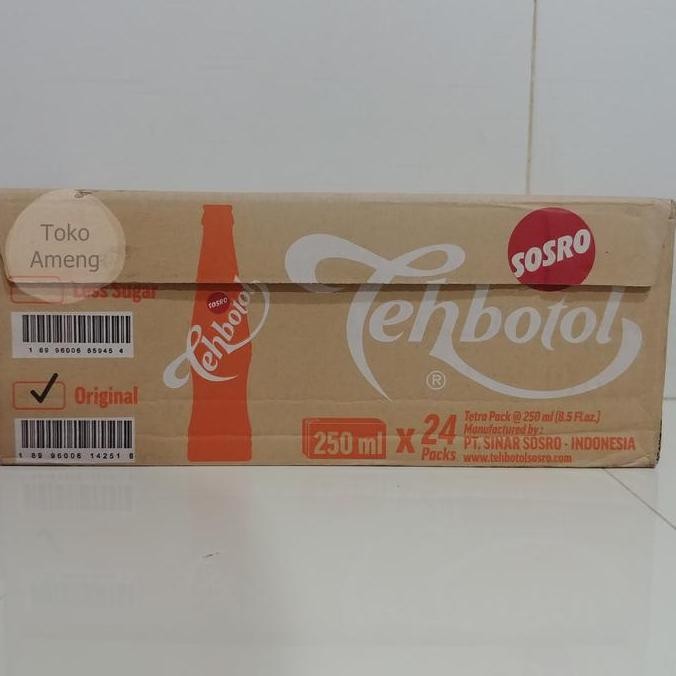 Toko
Ameng
Less Sugar
1 89 96006 85945 4
Original
1 89 96006 14251 8
SOSRO
Tehbotol
SOSRO
Tehbotol
®
250 ml x 24
Packs
Tetra Pack @ 250 ml (8.5 Fl.oz.)
Manufactured by :
PT. SINAR SOSRO - INDONESIA
www.tehbotolsosro.com